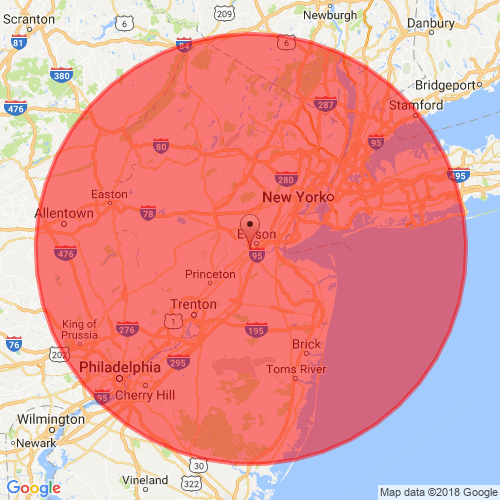 Scranton
6
209
Newburgh
Danbury
81
84
6
380
476
287
Bridgeport
Stamford
95
80
495
280
Easton
New York
Allentown
78
Edison
476
95
Princeton
Trenton
1
276
195
King of
Prussia
76
202
Brick
295
Philadelphia
Toms River
95
Cherry Hill
Wilmington
Newark
30
Vineland
322
Google
Map data ©2018 Google